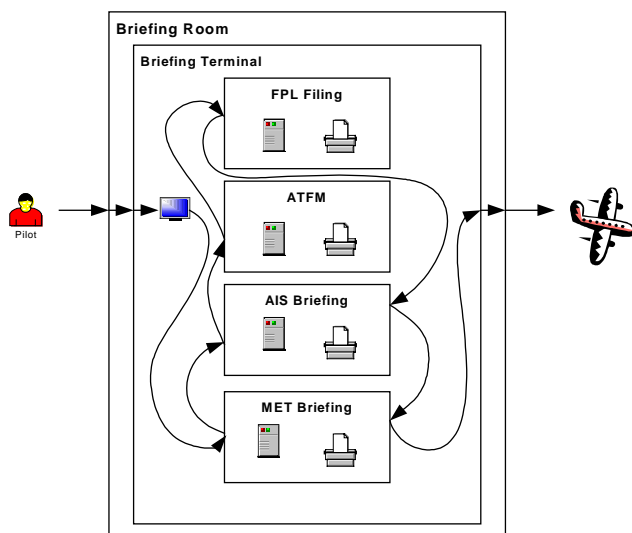 Briefing Room
Briefing Terminal
FPL Filing
ATFM
Pilot
AIS Briefing
MET Briefing